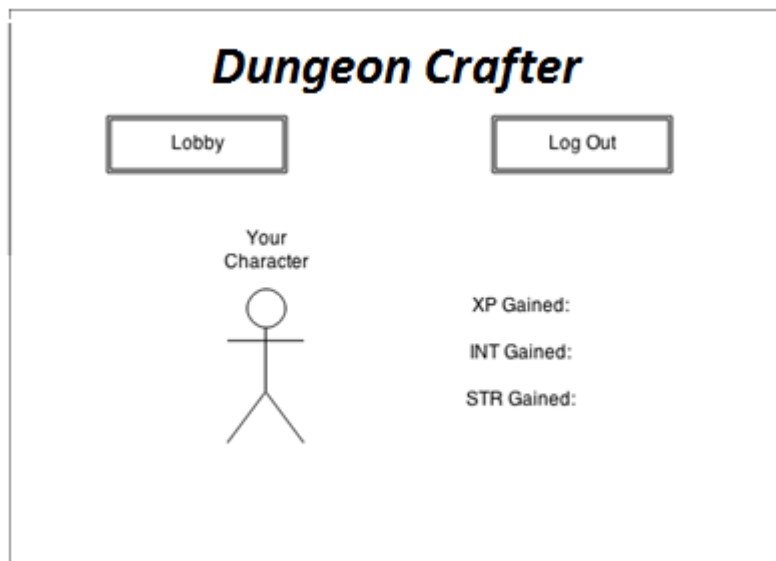 Dungeon Crafter
Lobby
Log Out
Your
Character
XP Gained:
INT Gained:
STR Gained: